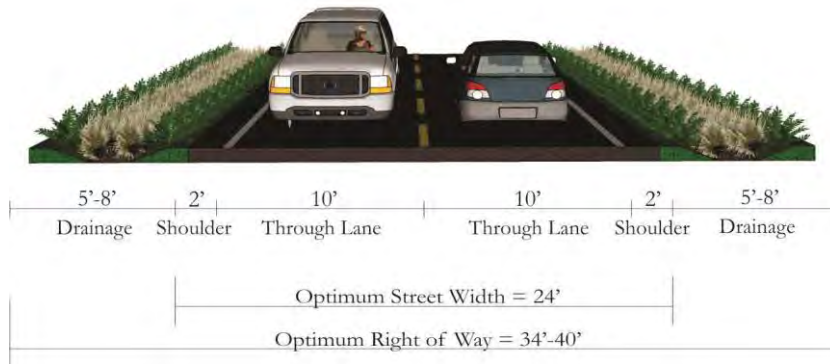 5’-8’ 2’ 10’ 10’ 2’ 5’-8’
Drainage Shoulder Through Lane Through Lane Shoulder Drainage
Optimum Street Width = 24’
Optimum Right of Way = 34’-40’